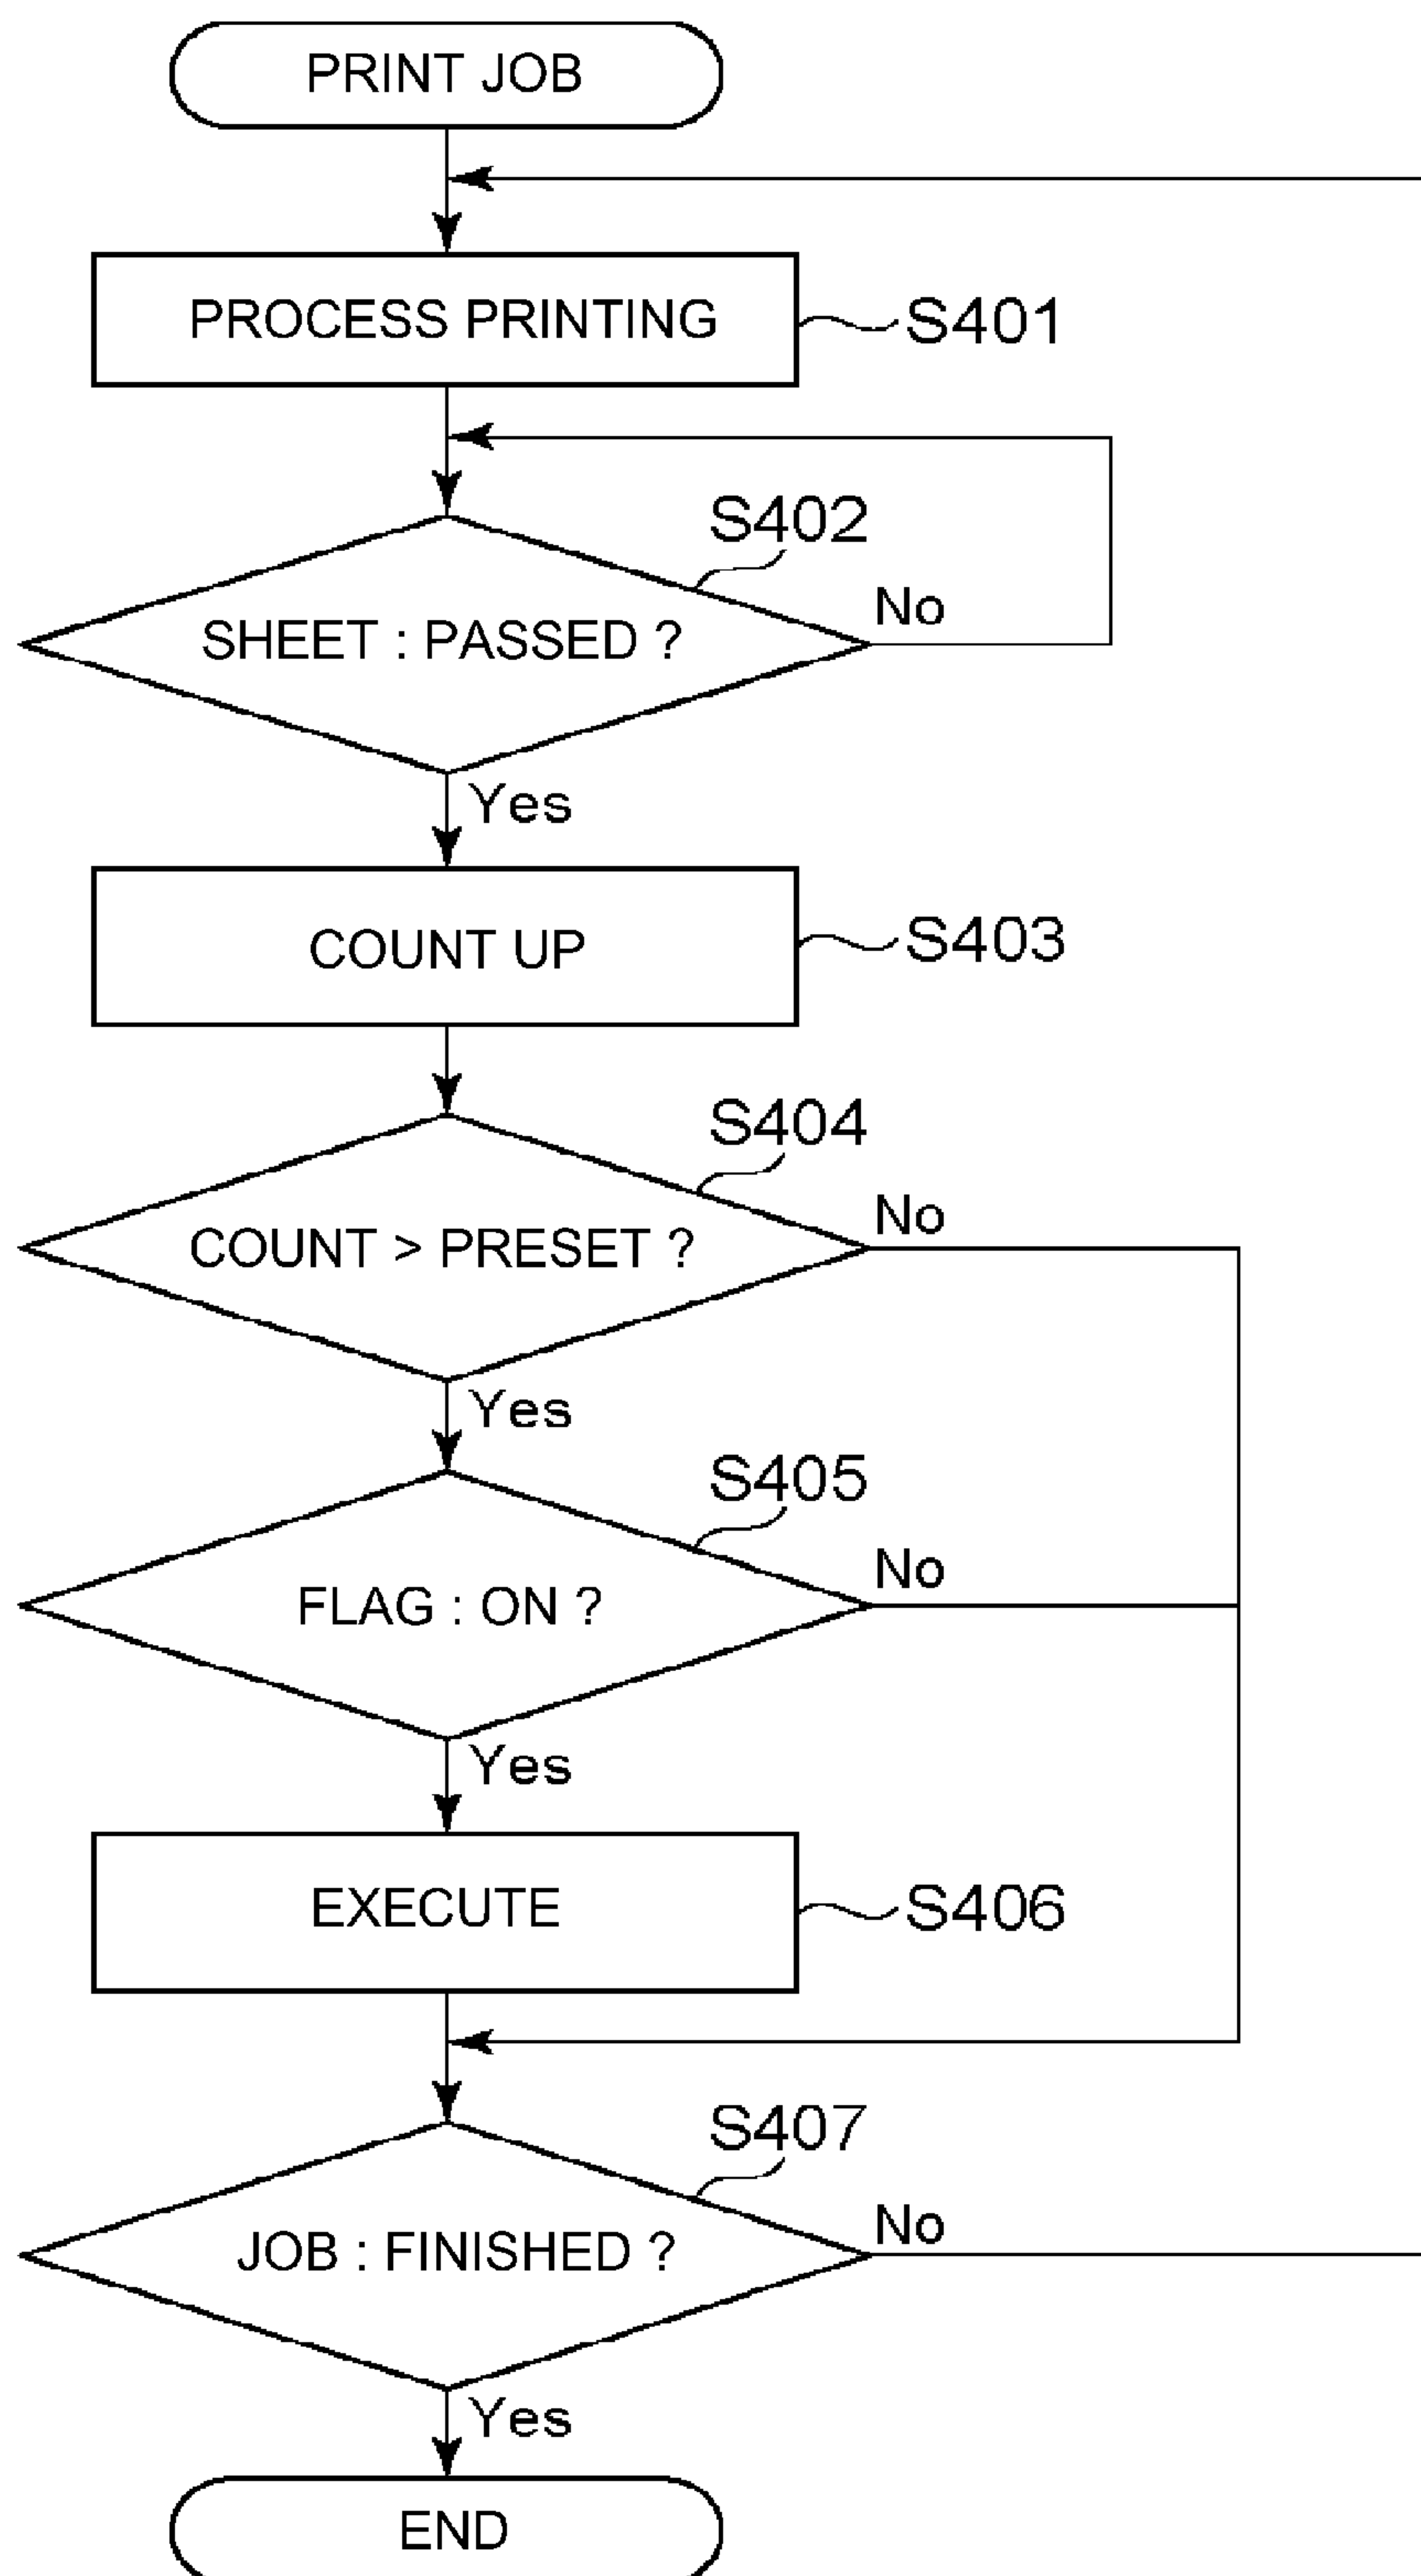 PRINT JOB
PROCESS PRINTING
S401
S402
SHEET : PASSED ?
No
Yes
COUNT UP
S403
S404
COUNT > PRESET ?
No
Yes
S405
FLAG : ON ?
No
Yes
EXECUTE
S406
S407
JOB : FINISHED ?
No
Yes
END